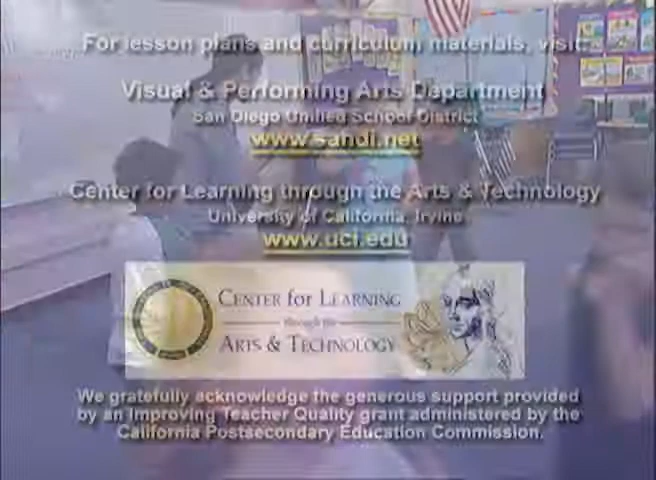 For lesson plans and curriculum materials, visit:
Visual & Performing Arts Department
San Diego Unified School District
www.sandi.net
Center for Learning through the Arts & Technology
University of California, Irvine
www.uci.edu
CENTER for LEARNING
through the
ARTS & TECHNOLOGY
We gratefully acknowledge the generous support provided
by an Improving Teacher Quality grant administered by the
California Postsecondary Education Commission.